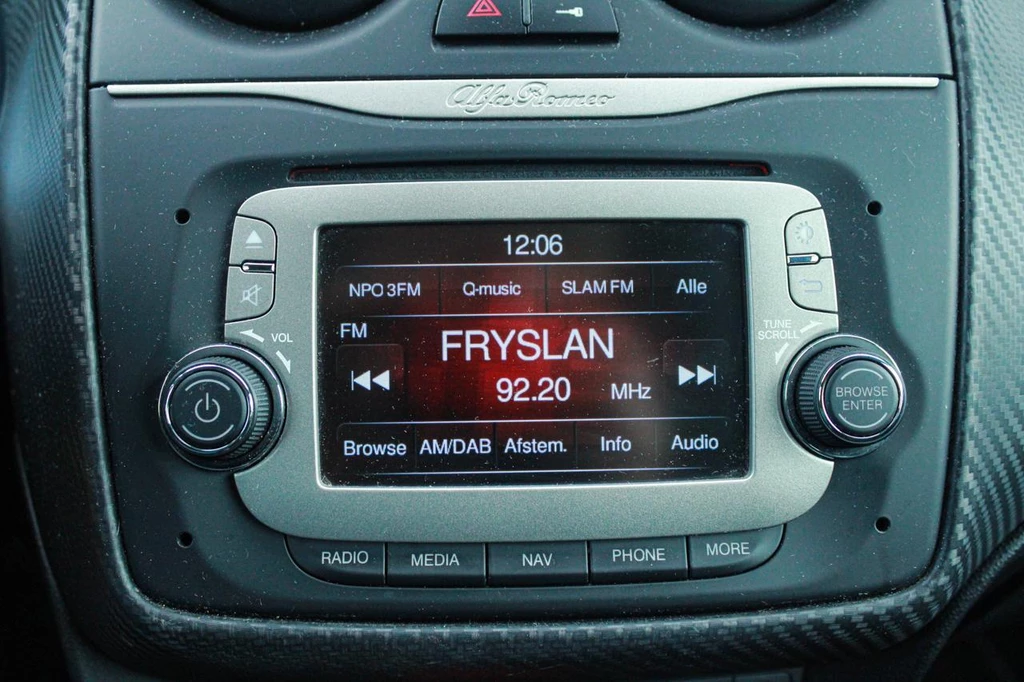 Alfa Romeo
12:06
NPO 3FM Q-music SLAM FM Alle
FM
VOL
TUNE
SCROLL
FRYSLAN
92.20 MHz
BROWSE
ENTER
Browse AM/DAB Afstem. Info Audio
RADIO MEDIA NAV PHONE MORE